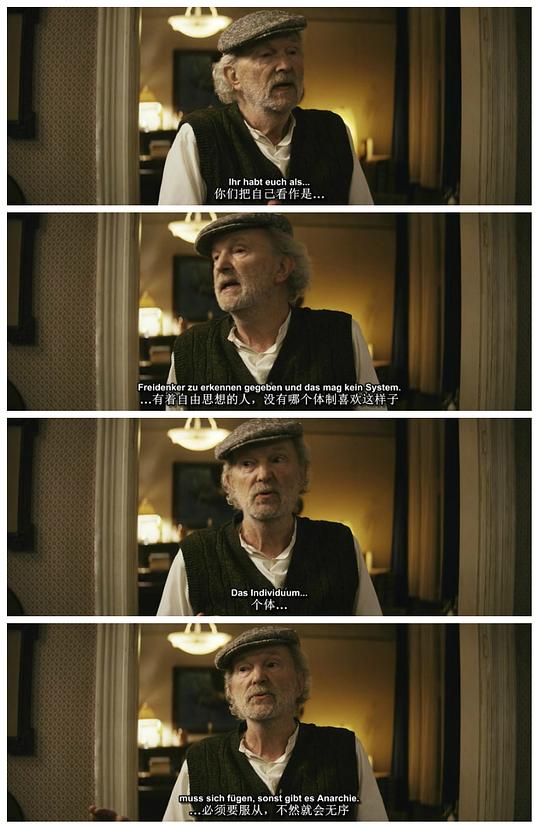 Ihr habt euch als...
你们把自己看作是...
Freidenker zu erkennen gegeben und das mag kein System.
...有着自由思想的人，没有哪个体制喜欢这样子
Das Individuum...
个体...
muss sich fügen, sonst gibt es Anarchie.
...必须要服从，不然就会无序